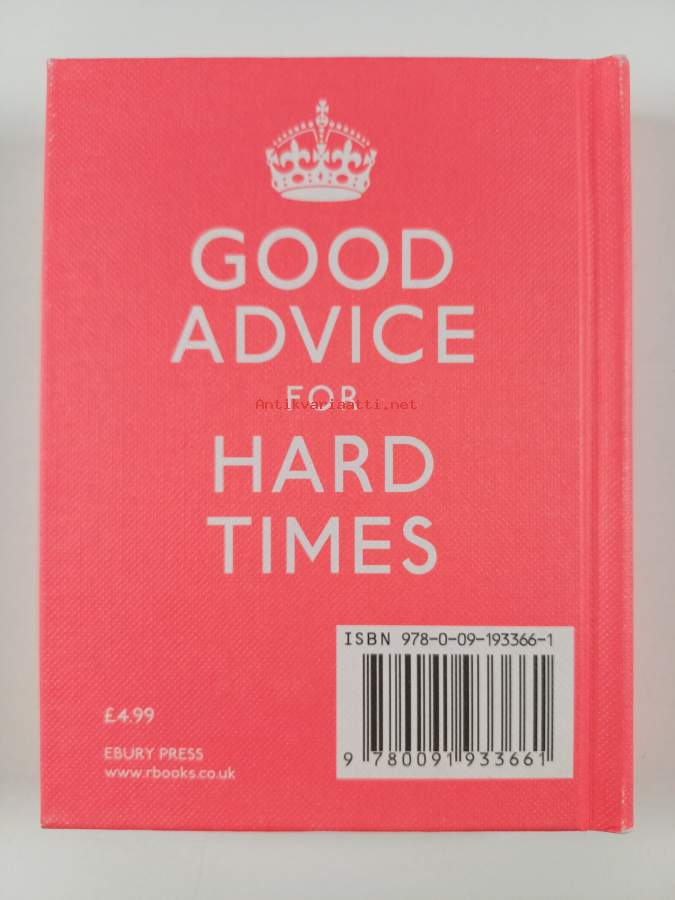 GOOD
ADVICE
FOR
Antikvariaatti.net
HARD
TIMES
ISBN 978-0-09-193366-1
9 780091 933661
£4.99
EBURY PRESS
www.rbooks.co.uk